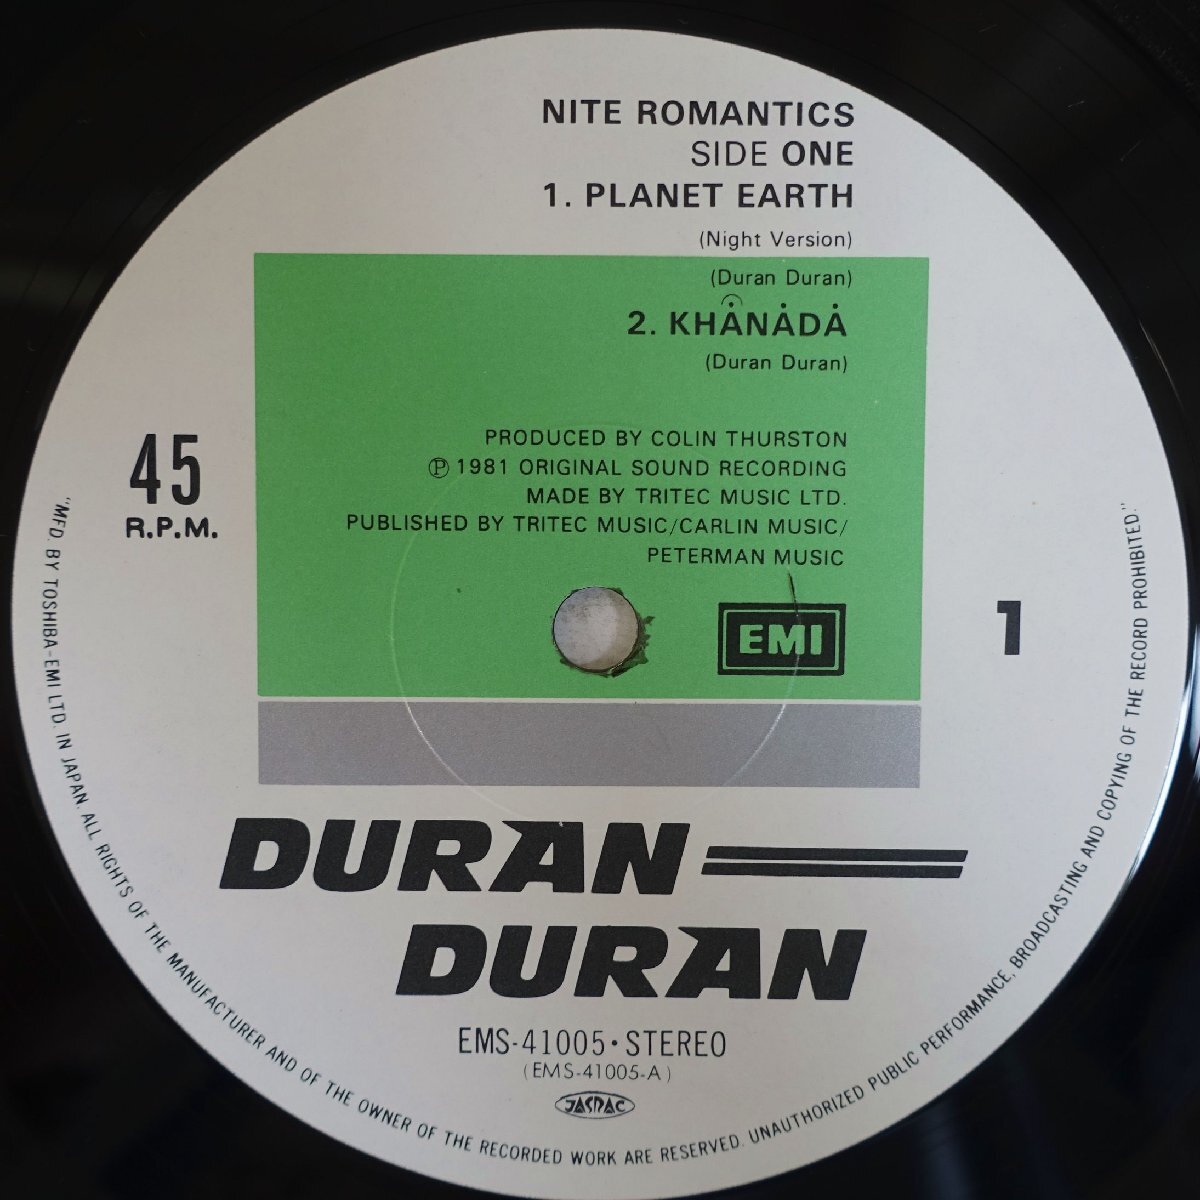 NITE ROMANTICS
SIDE ONE
1. PLANET EARTH
(Night Version)
(Duran Duran)
2. KHȦNȦDȦ
(Duran Duran)
PRODUCED BY COLIN THURSTON
Ⓟ 1981 ORIGINAL SOUND RECORDING
MADE BY TRITEC MUSIC LTD.
PUBLISHED BY TRITEC MUSIC/CARLIN MUSIC/
PETERMAN MUSIC
45
R.P.M.
EMI
1
DURAN
DURAN
EMS-41005•STEREO
(EMS-41005-A)
JASRAC
"MFD. BY TOSHIBA-EMI LTD. IN JAPAN. ALL RIGHTS OF THE MANUFACTURER AND OF THE OWNER OF THE RECORDED WORK ARE RESERVED. UNAUTHORIZED PUBLIC PERFORMANCE, BROADCASTING AND COPYING OF THE RECORD PROHIBITED."